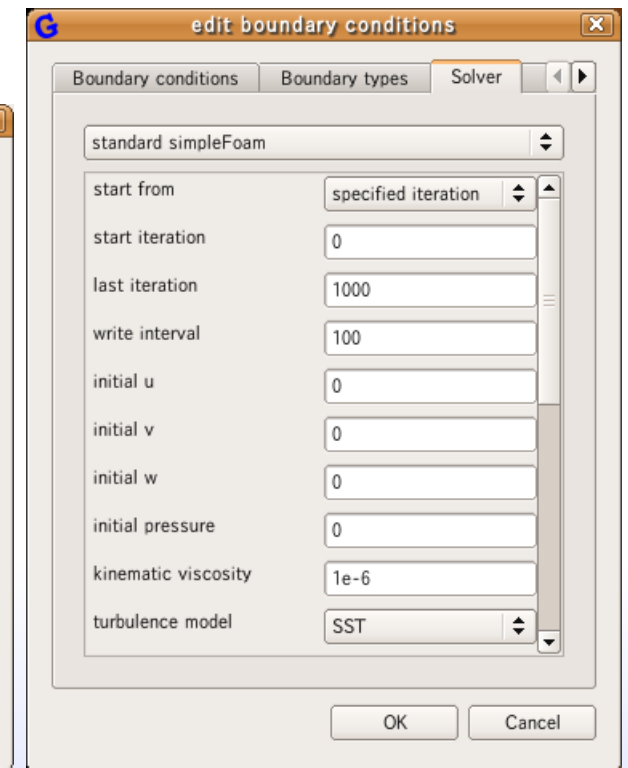 G edit boundary conditions
Boundary conditions Boundary types Solver
standard simpleFoam
start from specified iteration
start iteration 0
last iteration 1000
write interval 100
initial u 0
initial v 0
initial w 0
initial pressure 0
kinematic viscosity 1e-6
turbulence model SST
OK Cancel